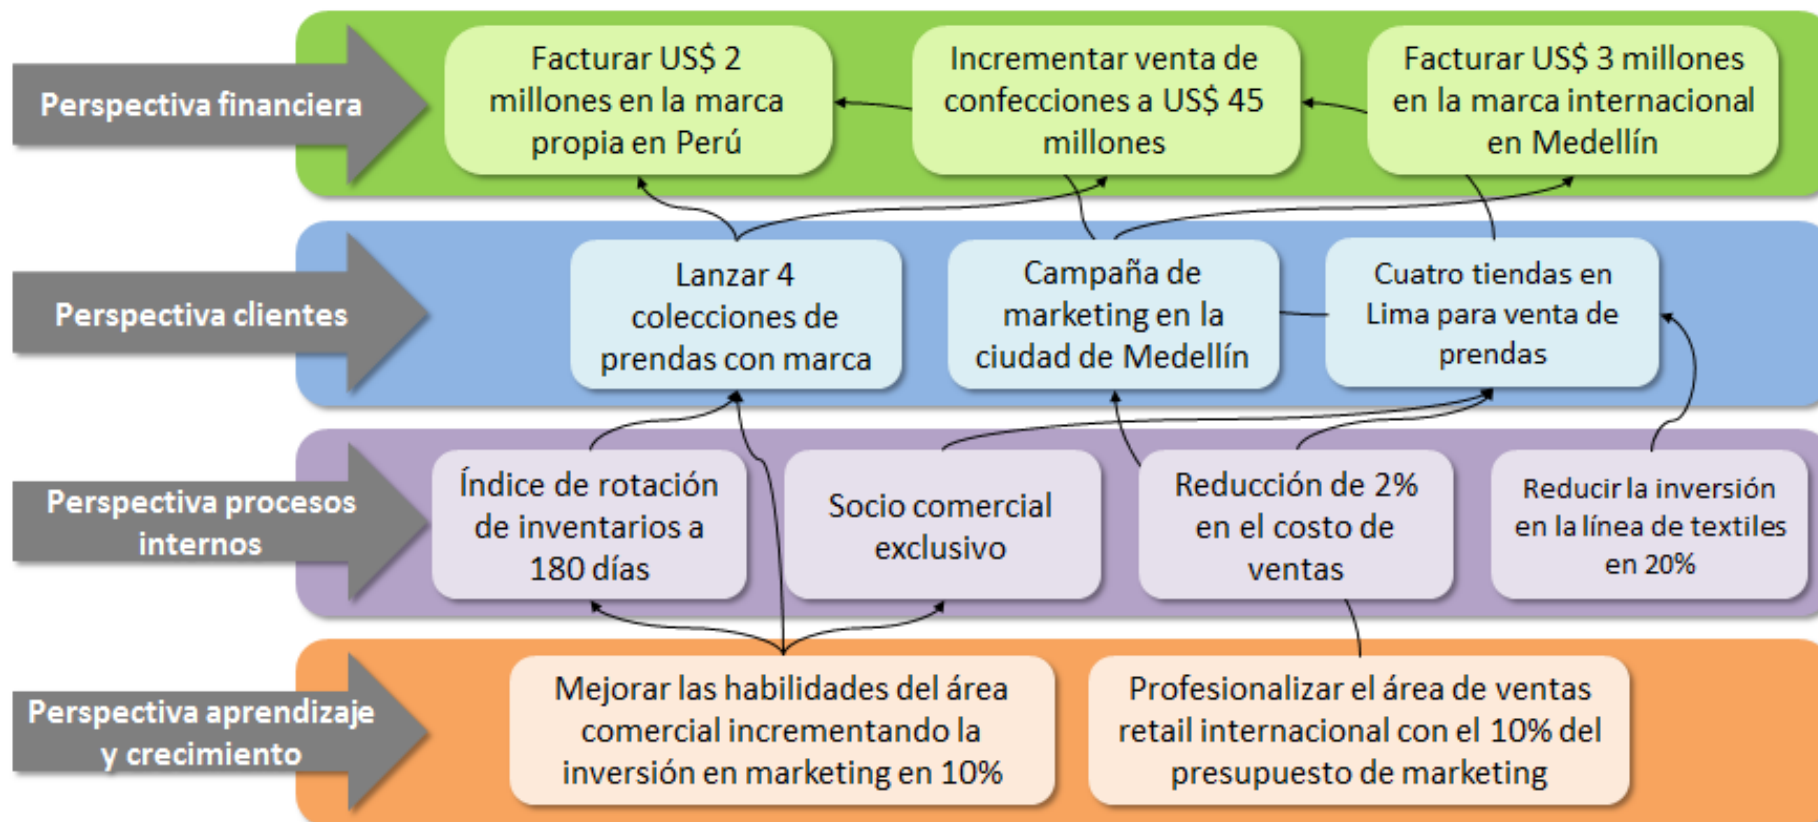 Perspectiva financiera
Facturar US$ 2
millones en la marca
propia en Perú
Incrementar venta de
confecciones a US$ 45
millones
Facturar US$ 3 millones
en la marca internacional
en Medellín
Perspectiva clientes
Lanzar 4
colecciones de
prendas con marca
Campaña de
marketing en la
ciudad de Medellín
Cuatro tiendas en
Lima para venta de
prendas
Perspectiva procesos
internos
Índice de rotación
de inventarios a
180 días
Socio comercial
exclusivo
Reducción de 2%
en el costo de
ventas
Reducir la inversión
en la línea de textiles
en 20%
Perspectiva aprendizaje
y crecimiento
Mejorar las habilidades del área
comercial incrementando la
inversión en marketing en 10%
Profesionalizar el área de ventas
retail internacional con el 10% del
presupuesto de marketing